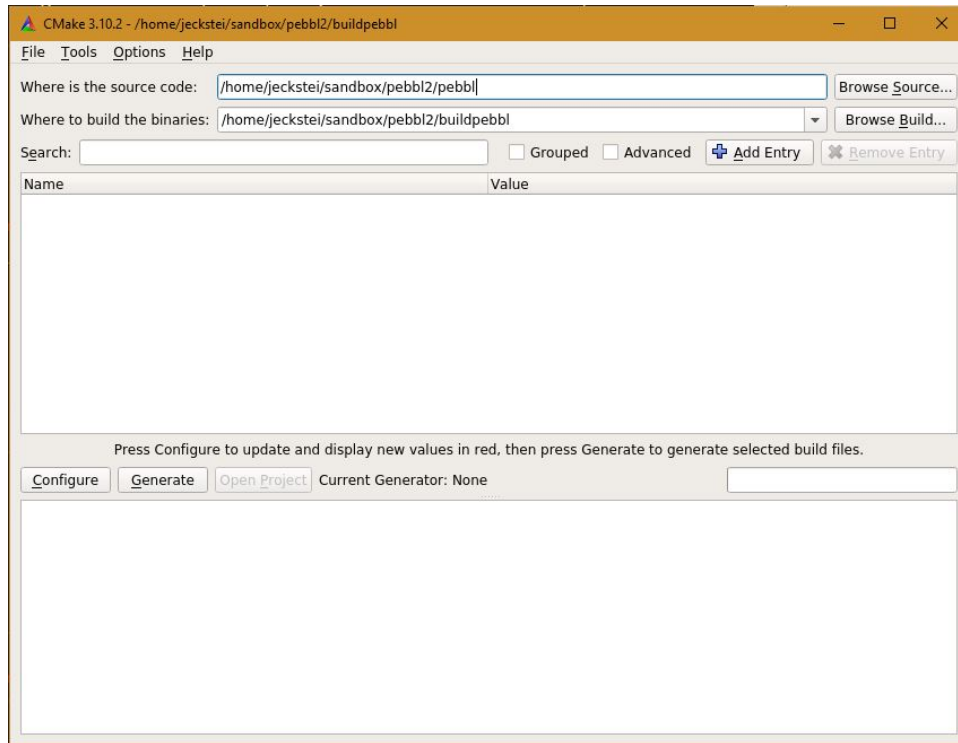 CMake 3.10.2 - /home/jeckstei/sandbox/pebbl2/buildpebbl
File Tools Options Help
Where is the source code: /home/jeckstei/sandbox/pebbl2/pebbl Browse Source...
Where to build the binaries: /home/jeckstei/sandbox/pebbl2/buildpebbl Browse Build...
Search: Grouped Advanced Add Entry Remove Entry
Name Value
Press Configure to update and display new values in red, then press Generate to generate selected build files.
Configure Generate Open Project Current Generator: None